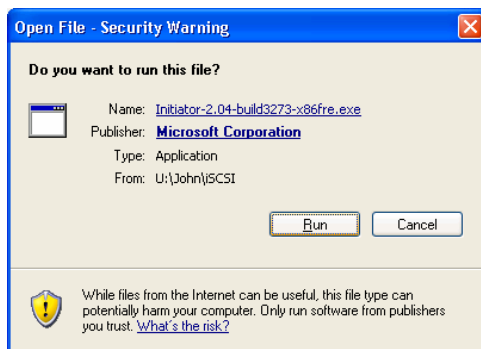 Open File - Security Warning
Do you want to run this file?
Name: Initiator-2.04-build3273-x86fre.exe
Publisher: Microsoft Corporation
Type: Application
From: U:\John\iSCSI
Run Cancel
While files from the Internet can be useful, this file type can
potentially harm your computer. Only run software from publishers
you trust. What's the risk?